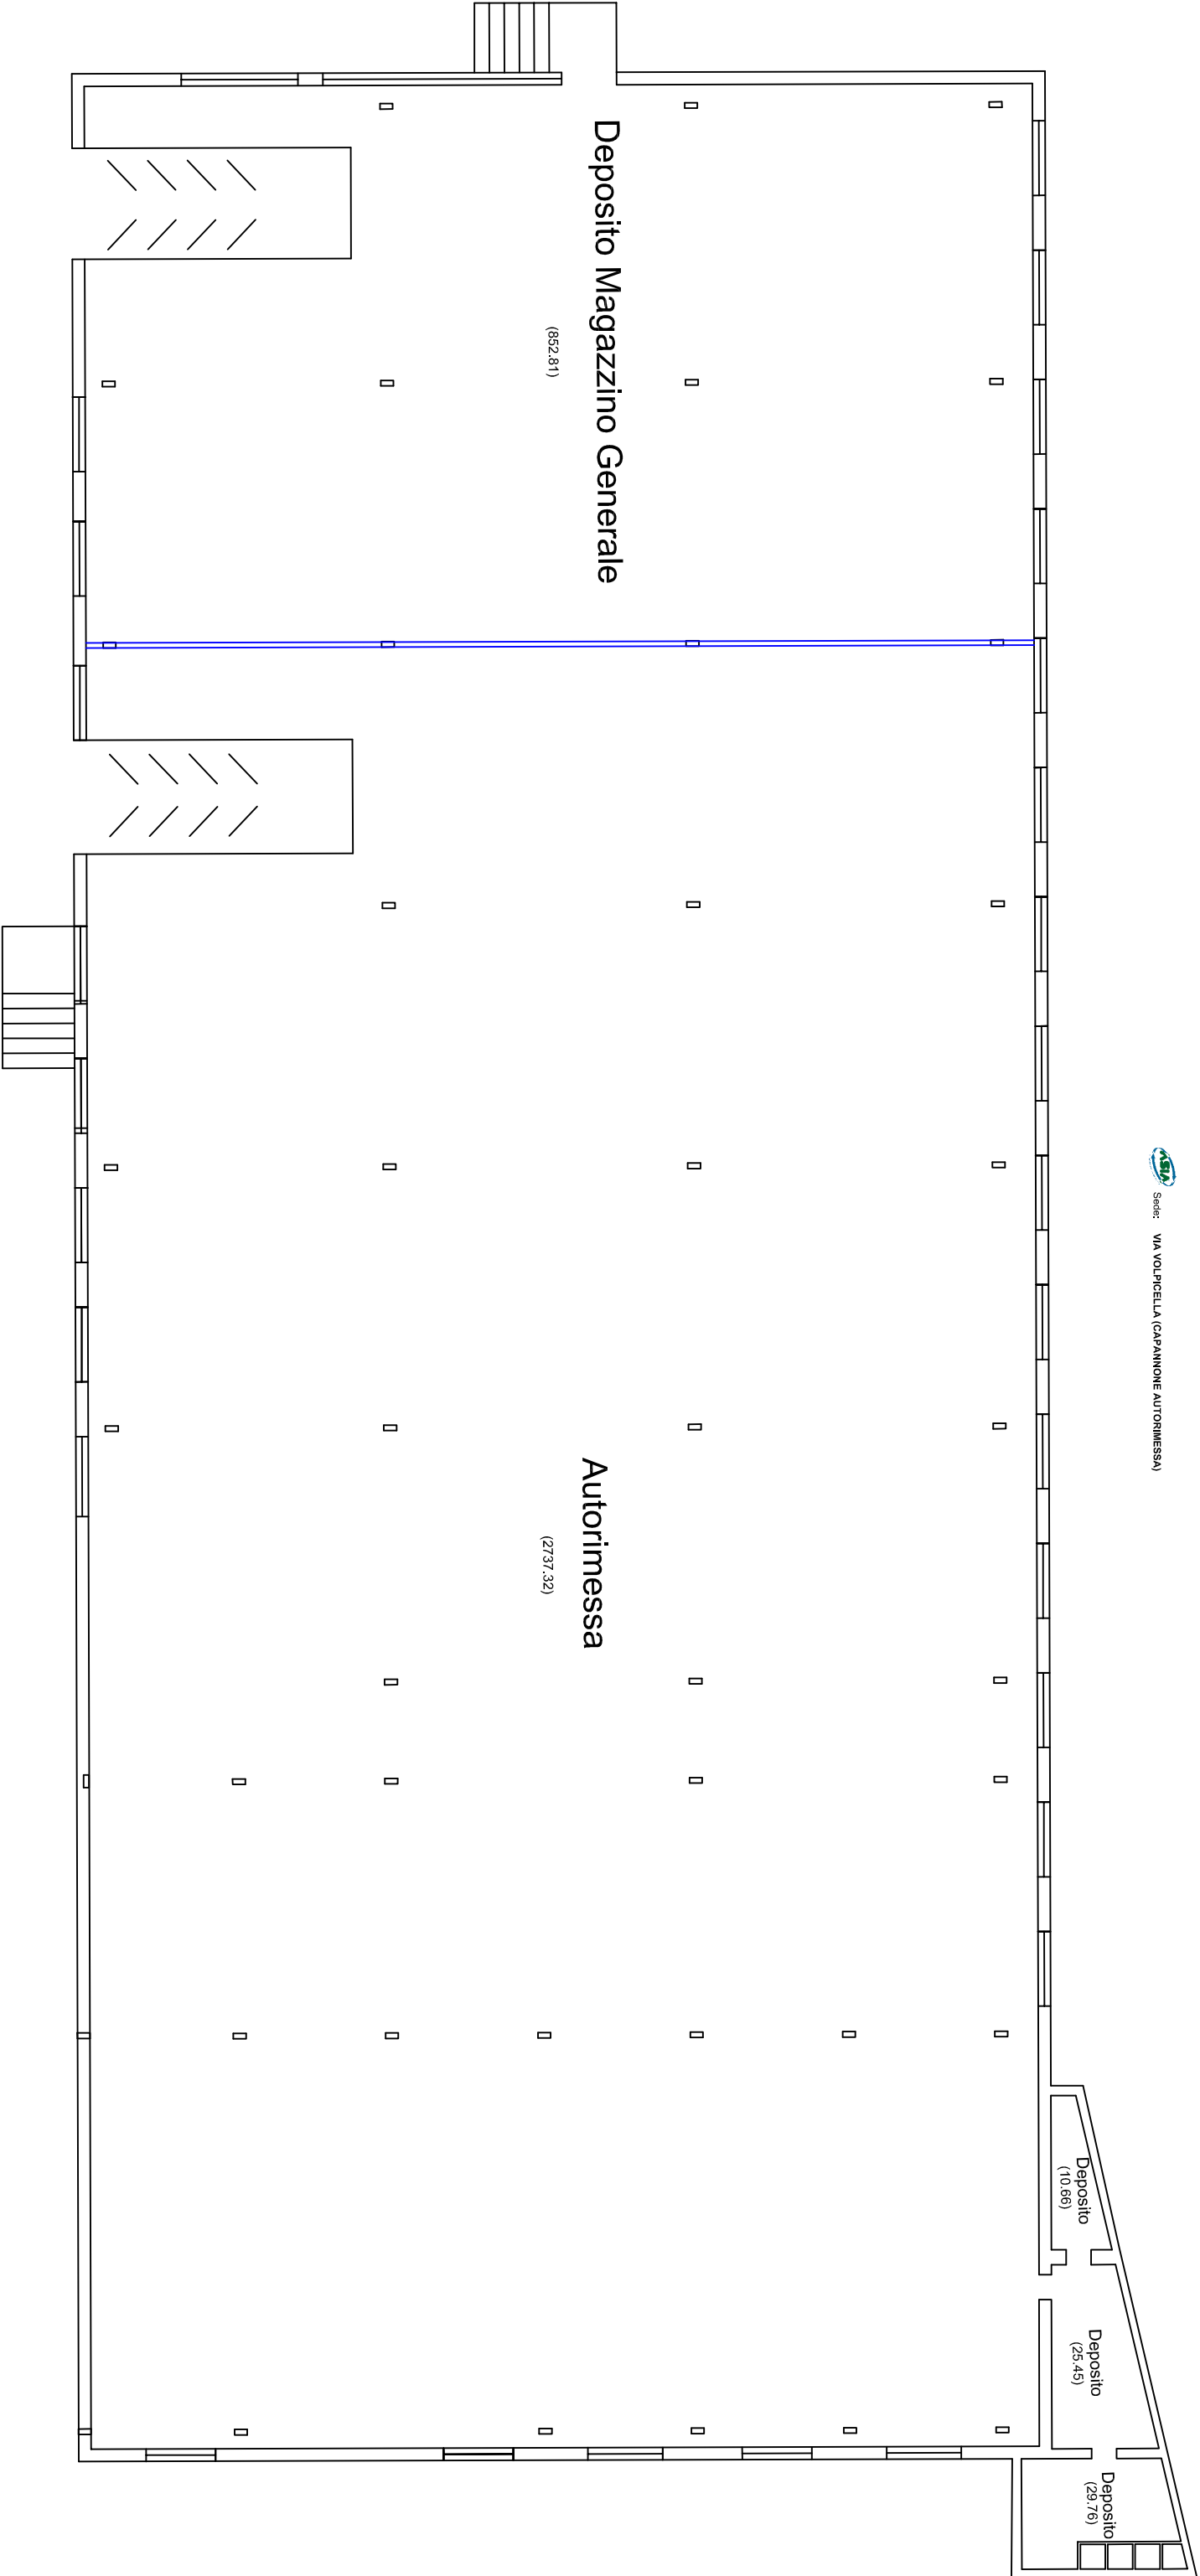 ASIA
Sede: VIA VOLPICELLA (CAPANNONE AUTORIMESSA)
Deposito Magazzino Generale
(852.81)
Autorimessa
(2737.32)
Deposito
(10.66)
Deposito
(25.45)
Deposito
(29.76)